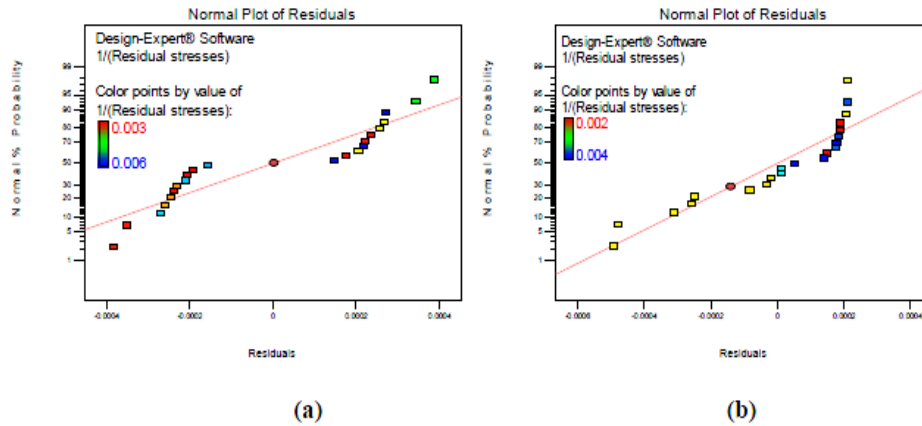 Normal Plot of Residuals
Design-Expert® Software
1/(Residual stresses)
Color points by value of
1/(Residual stresses):
0.003
0.006
Normal % Probability
99
95
90
80
70
50
30
20
10
5
1
-0.0004
-0.0002
0
0.0002
0.0004
Residuals
(a)
Normal Plot of Residuals
Design-Expert® Software
1/(Residual stresses)
Color points by value of
1/(Residual stresses):
0.002
0.004
Normal % Probability
99
95
90
80
70
50
30
20
10
5
1
-0.0006
-0.0004
-0.0002
0
0.0002
0.0004
Residuals
(b)